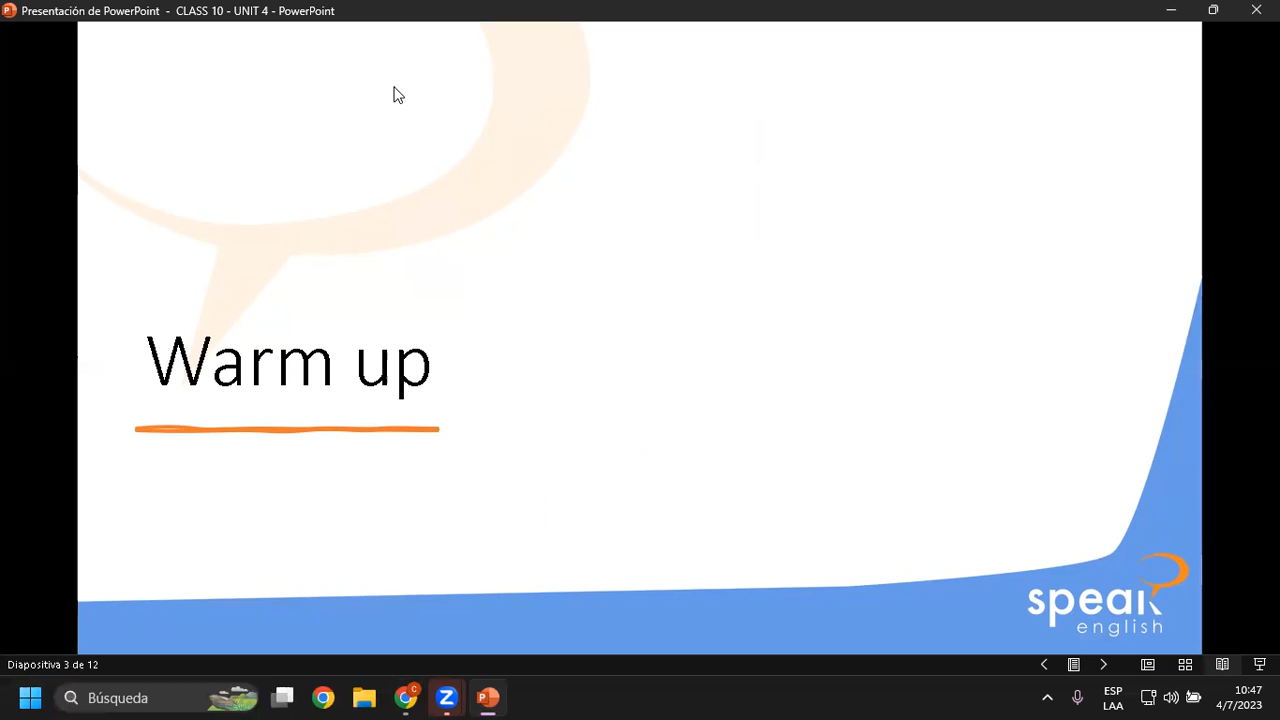 Presentación de PowerPoint - CLASS 10 - UNIT 4 - PowerPoint
Warm up
speak
english
Diapositiva 3 de 12
Búsqueda
C
Z
P
ESP
LAA
10:47
4/7/2023